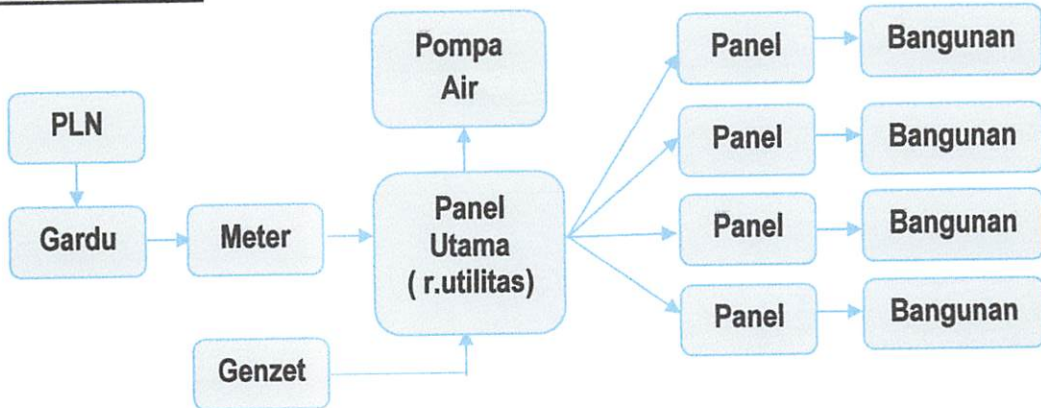 PLN
Gardu
Meter
Genzet
Pompa
Air
Panel
Utama
( r.utilitas)
Panel
Bangunan
Panel
Bangunan
Panel
Bangunan
Panel
Bangunan